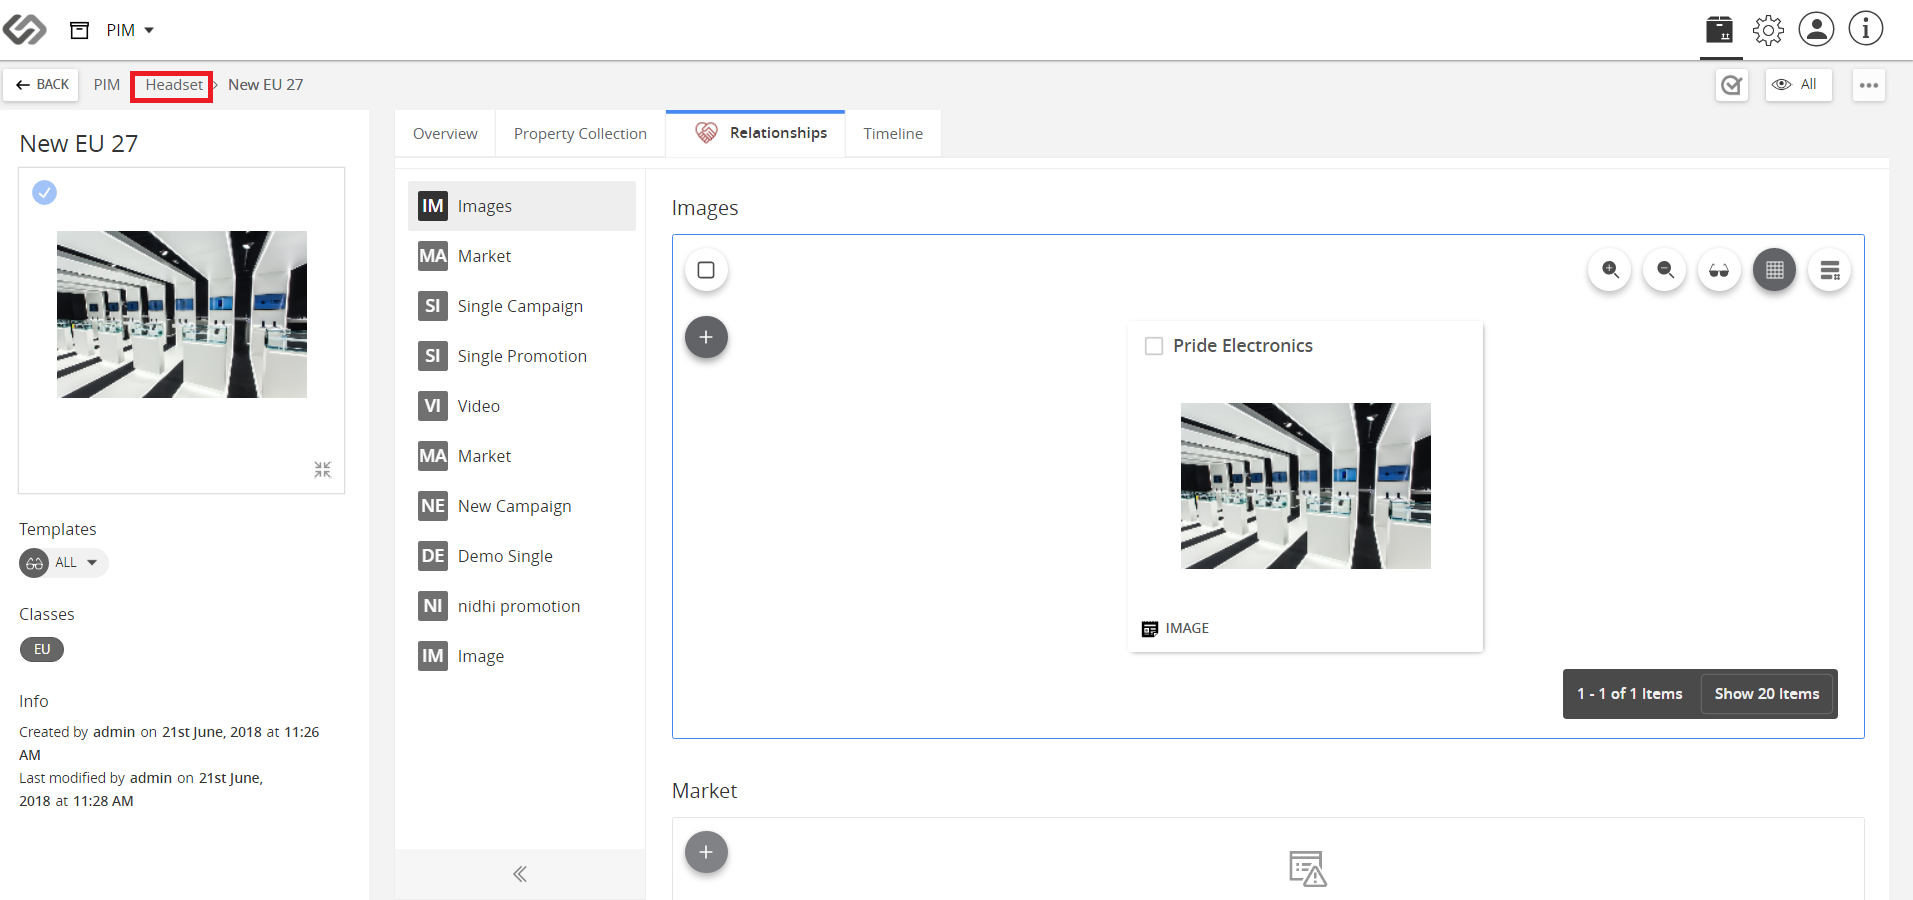 PIM
BACK
PIM
Headset
New EU 27
All
New EU 27
Templates
ALL
Classes
EU
Info
Created by admin on 21st June, 2018 at 11:26
AM
Last modified by admin on 21st June,
2018 at 11:28 AM
Overview
Property Collection
Relationships
Timeline
IM Images
MA Market
SI Single Campaign
SI Single Promotion
VI Video
MA Market
NE New Campaign
DE Demo Single
NI nidhi promotion
IM Image
Images
Pride Electronics
IMAGE
1 - 1 of 1 Items
Show 20 Items
Market